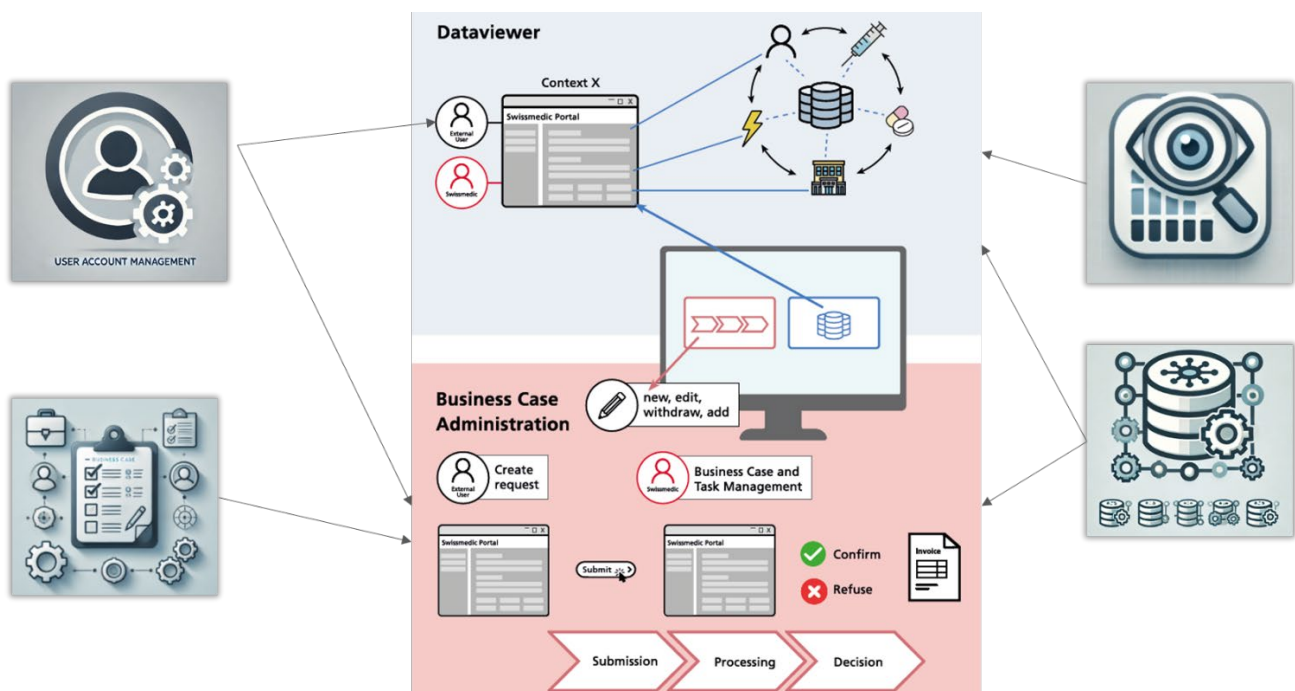 Dataviewer
Context X
Swissmedic Portal
External
User
Swissmedic
USER ACCOUNT MANAGEMENT
Business Case
Administration
new, edit,
withdraw, add
External
User
Create
request
Swissmedic
Business Case and
Task Management
BUSINESS CASE
Swissmedic Portal
Submit
Swissmedic Portal
Confirm
Refuse
Invoice
Submission
Processing
Decision